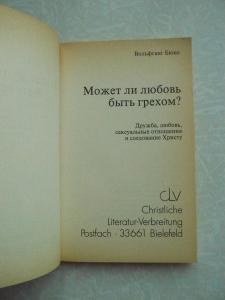 Вольфганг Бюне
Может ли любовь
быть грехом?
Дружба, любовь,
сексуальные отношения
и следование Христу
clv
Christliche
Literatur-Verbreitung
Postfach · 33661 Bielefeld